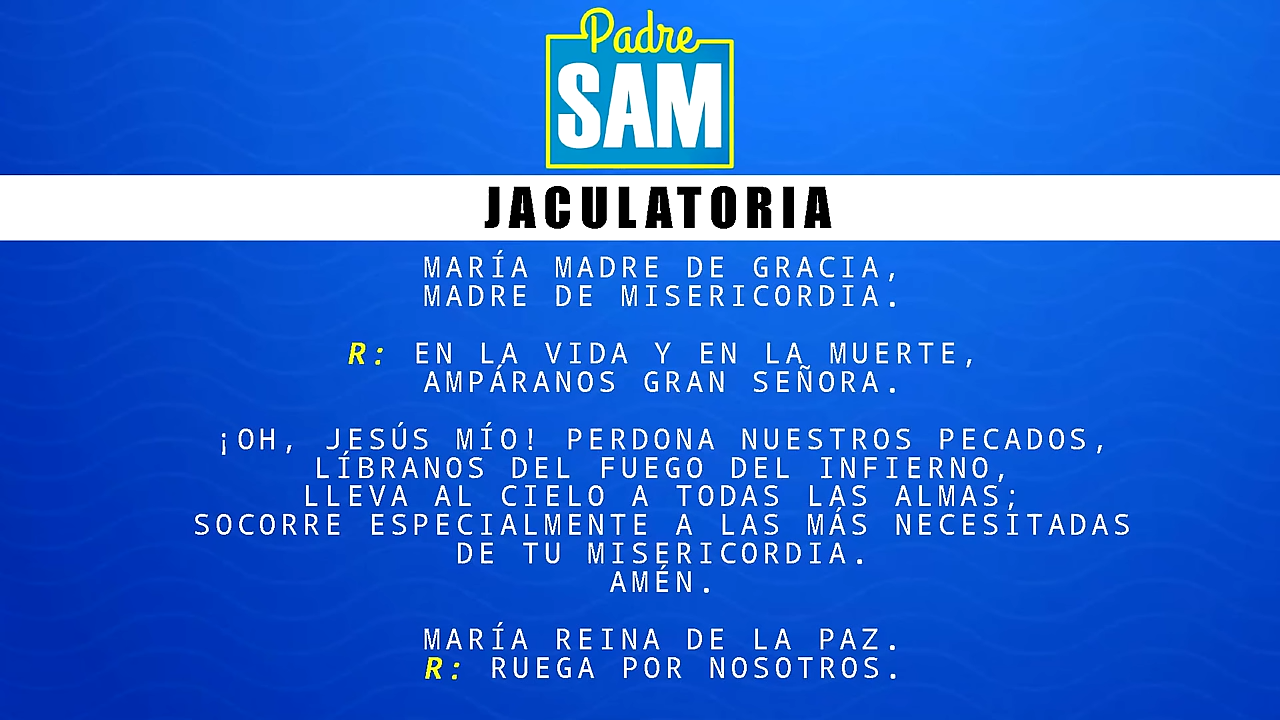 Padre
SAM
JACULATORIA
MARÍA MADRE DE GRACIA,
MADRE DE MISERICORDIA.
R: EN LA VIDA Y EN LA MUERTE,
AMPÁRANOS GRAN SEÑORA.
¡OH, JESÚS MÍO! PERDONA NUESTROS PECADOS,
LÍBRANOS DEL FUEGO DEL INFIERNO,
LLEVA AL CIELO A TODAS LAS ALMAS;
SOCORRE ESPECIALMENTE A LAS MÁS NECESITADAS
DE TU MISERICORDIA.
AMÉN.
MARÍA REINA DE LA PAZ.
R: RUEGA POR NOSOTROS.